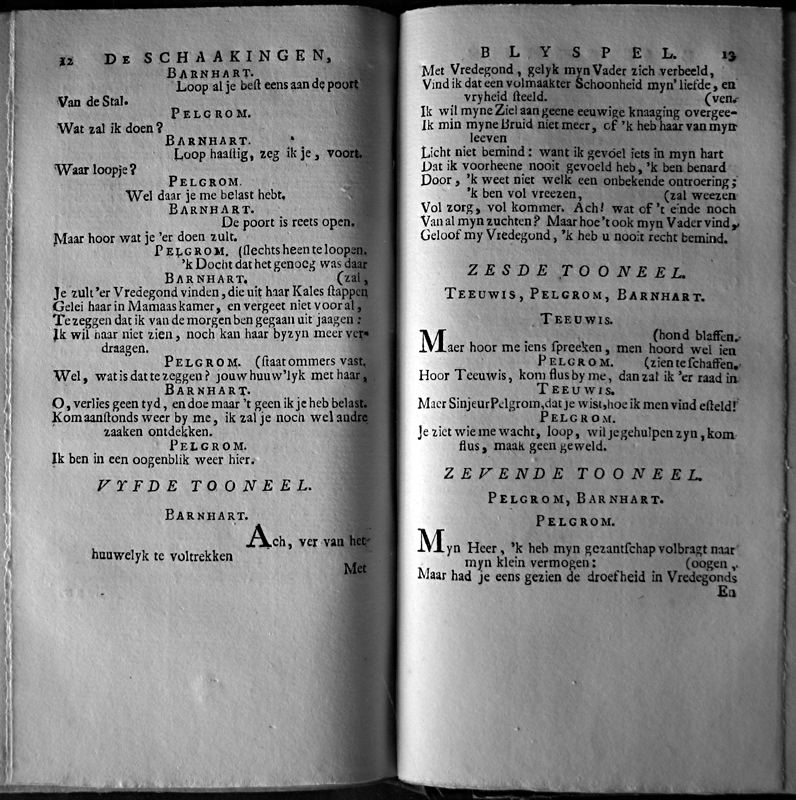 12 DE SCHAAKINGEN,
BARNHART.
Loop al je beſt eens aan de poort
Van de Stal.
PELGROM.
Wat zal ik doen?
BARNHART.
Loop haaſtig, zeg ik je, voort.
Waar loopje?
PELGROM.
Wel daar je me belast hebt.
BARNHART.
De poort is reets open.
Maar hoor wat je 'er doen zult.
PELGROM. (ſlechts heen te loopen.
'k Docht dat het genoeg was daar
BARNHART. (zal,
Je zult 'er Vredegond vinden, die uit haar Kales ſtappen
Gelei haar in Mamaas kamer, en vergeet niet vooral,
Te zeggen dat ik van de morgen ben gegaan uit jaagen:
Ik wil naar niet zien, noch kan haar byzyn meer ver-
draagen.
PELGROM. (ſtaat ommers vast.
Wel, wat is dat te zeggen? jouw huuw'lyk met haar,
BARNHART.
O, verlies geen tyd, en doe maar 't geen ik je heb belast.
Kom aanſtonds weer by me, ik zal je noch wel andre
zaaken ontdekken.
PELGROM.
Ik ben in een oogenblik weer hier.
VYFDE TOONEEL.
BARNHART.
Ach, ver van het
huuwelyk te voltrekken
Met
BLYSPEL. 13
Met Vredegond, gelyk myn Vader zich verbeeld,
Vind ik dat een volmaakter Schoonheid myn' liefde, en
vryheid ſteeld. (ven.
Ik wil myne Ziel aan geene eeuwige knaaging overgee-
Ik min myne Bruid niet meer, of 'k heb haar van myn
leeven
Licht niet bemind: want ik gevoel iets in myn hart
Dat ik voorheene nooit gevoeld heb, 'k ben benard
Door, 'k weet niet welk een onbekende ontroering;
'k ben vol vreezen, (zal weezen
Vol zorg, vol kommer. Ach! wat of 't einde noch
Van al myn zuchten? Maar hoe 't ook myn Vader vind,
Geloof my Vredegond, 'k heb u nooit recht bemind.
ZESDE TOONEEL.
TEEUWIS, PELGROM, BARNHART.
TEEUWIS.
(hond blaffen.
Maer hoor me iens ſpreeken, men hoord wel ien
PELGROM. (zien te ſchaffen.
Hoor Teeuwis, kom flus by me, dan zal ik 'er raad in
TEEUWIS.
Maer Sinjeur Pelgrom, dat je wist, hoe ik men vind eſteld!
PELGROM.
Je ziet wie me wacht, loop, wil je gehulpen zyn, kom
flus, maak geen geweld.
ZEVENDE TOONEEL.
PELGROM, BARNHART.
PELGROM.
Myn Heer, 'k heb myn gezantſchap volbragt naar
myn klein vermogen: (oogen,
Maar had je eens gezien de droefheid in Vredegonds
En